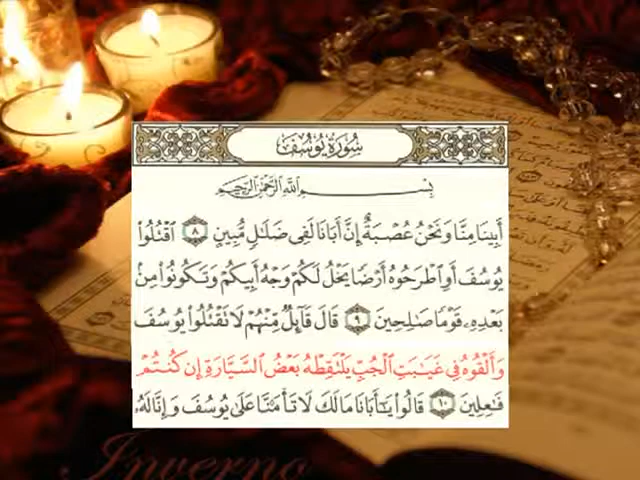 سُورَةُ يُوسُفَ
بِسْمِ اللَّهِ الرَّحْمَٰنِ الرَّحِيمِ
أَبِينَا مِنَّا وَنَحْنُ عُصْبَةٌ إِنَّ أَبَانَا لَفِي ضَلَٰلٍ مُّبِينٍ ٨ ٱقْتُلُوا۟
يُوسُفَ أَوِ ٱطْرَحُوهُ أَرْضًا يَخْلُ لَكُمْ وَجْهُ أَبِيكُمْ وَتَكُونُوا۟ مِنۢ
بَعْدِهِۦ قَوْمًا صَٰلِحِينَ ٩ قَالَ قَآئِلٌ مِّنْهُمْ لَا تَقْتُلُوا۟ يُوسُفَ
وَأَلْقُوهُ فِي غَيَٰبَتِ ٱلْجُبِّ يَلْتَقِطْهُ بَعْضُ ٱلسَّيَّارَةِ إِن كُنتُمْ
فَٰعِلِينَ ١٠ قَالُوا۟ يَٰٓأَبَانَا مَا لَكَ لَا تَأْمَ۫نَّا عَلَىٰ يُوسُفَ وَإِنَّا لَهُۥ
Inverno